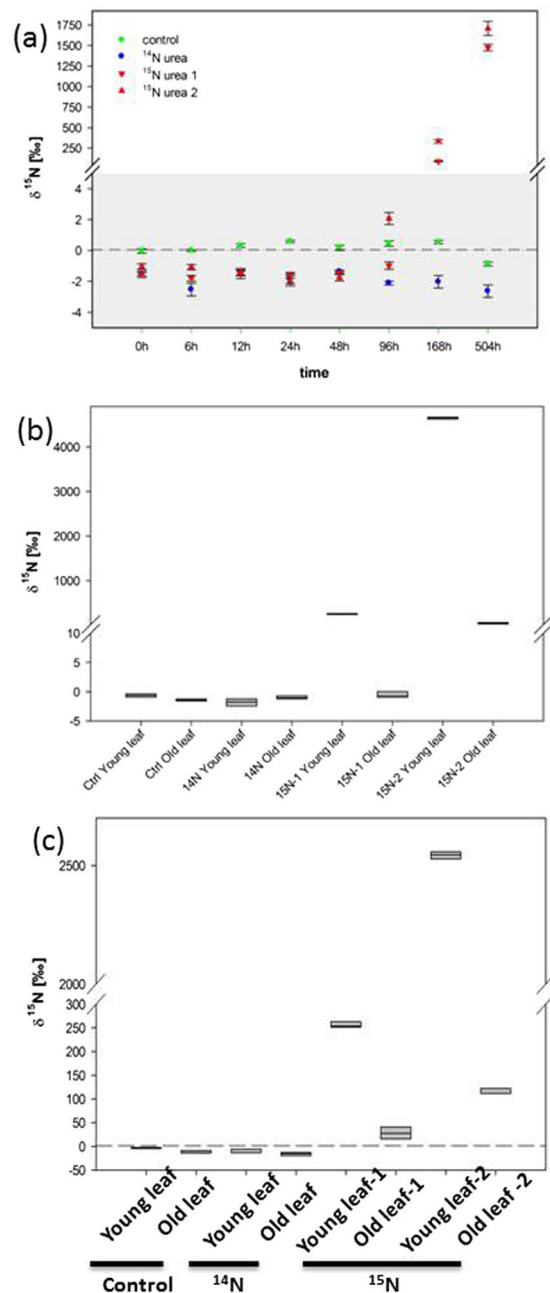 (a)
control
¹⁴N urea
¹⁵N urea 1
¹⁵N urea 2
δ ¹⁵N [‰]
1750
1500
1250
1000
750
500
250
4
2
0
-2
-4
0h 6h 12h 24h 48h 96h 168h 504h
time
(b)
δ ¹⁵N [‰]
4000
3000
1000
10
5
0
-5
Ctrl Young leaf
Ctrl Old leaf
14N Young leaf
14N Old leaf
15N-1 Young leaf
15N-1 Old leaf
15N-2 Young leaf
15N-2 Old leaf
(c)
δ ¹⁵N [‰]
2500
2000
300
250
200
150
100
50
0
-50
Young leaf
Old leaf
Young leaf
Old leaf
Young leaf-1
Old leaf-1
Young leaf-2
Old leaf -2
Control ¹⁴N ¹⁵N